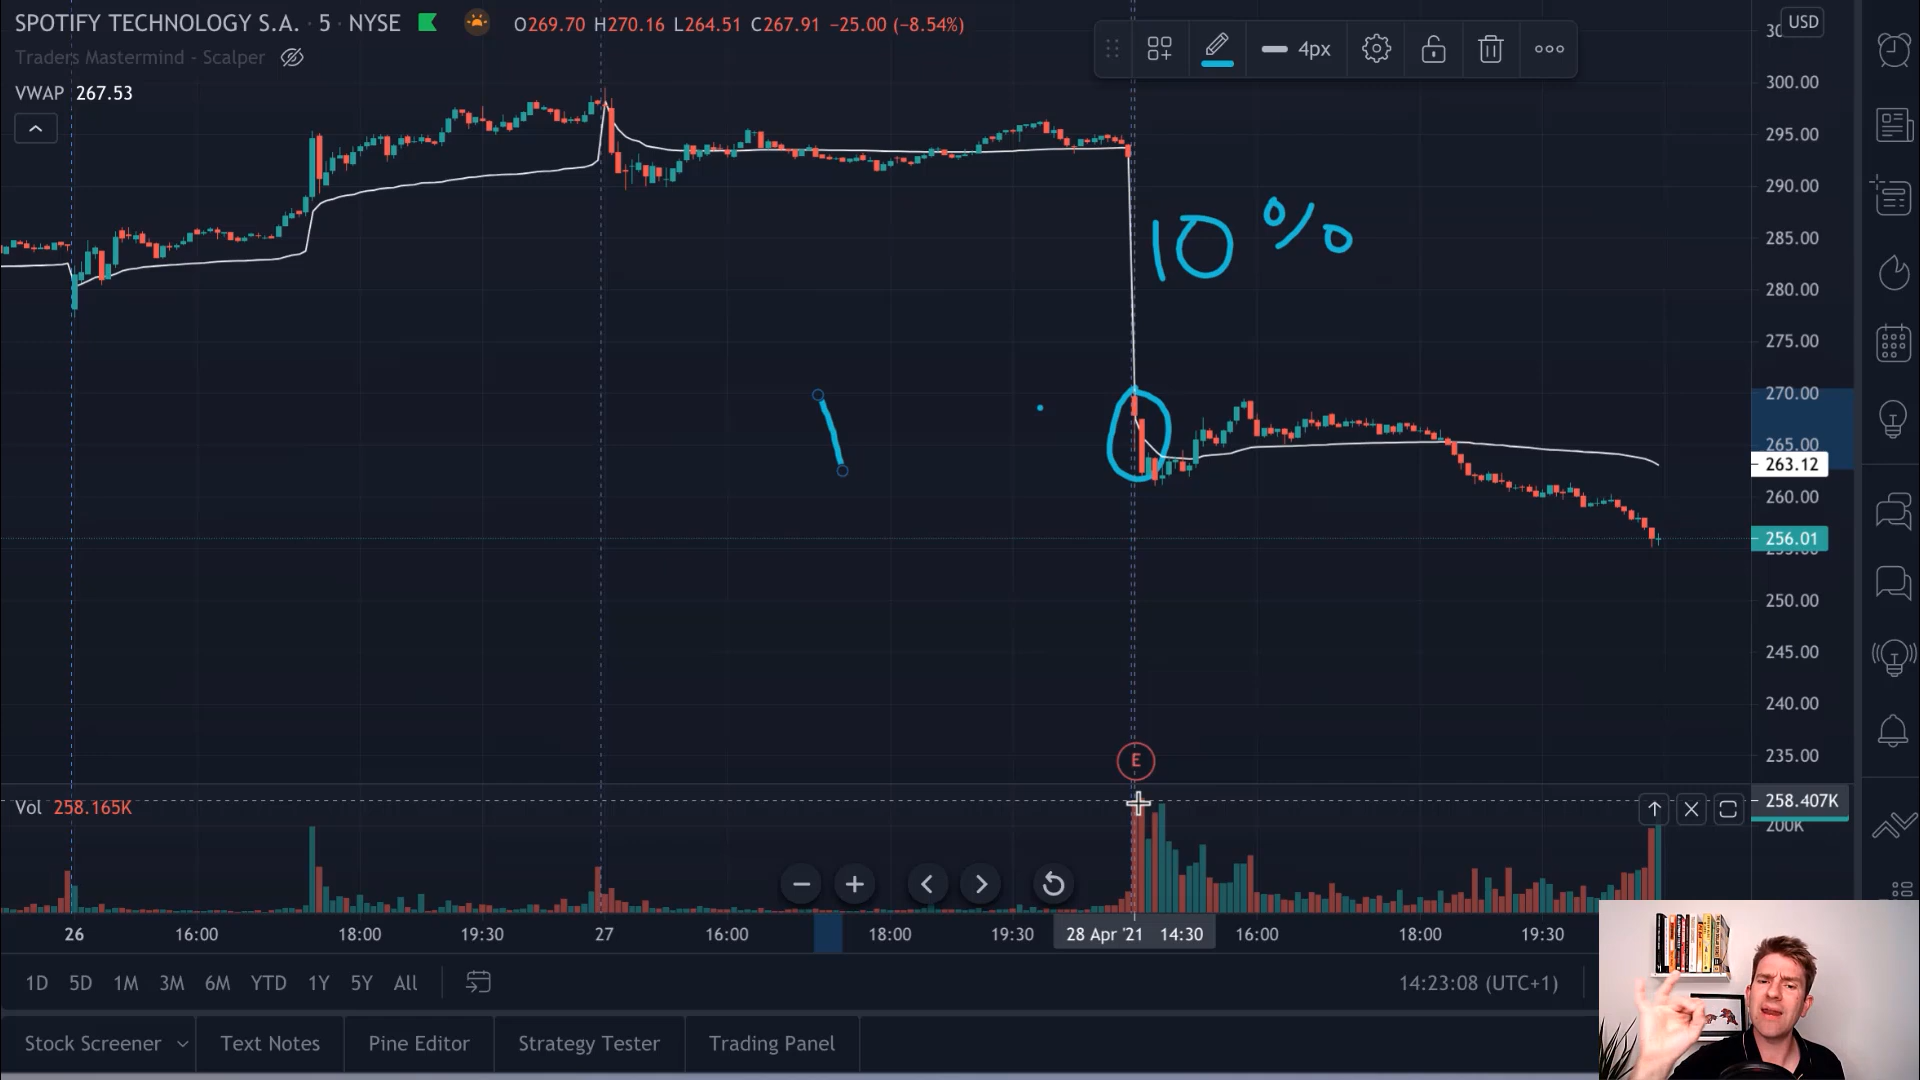 SPOTIFY TECHNOLOGY S.A. · 5 · NYSE O269.70 H270.16 L264.51 C267.91 −25.00 (−8.54%)
Traders Mastermind - Scalper
VWAP 267.53
4px
USD
300.00
295.00
290.00
285.00
280.00
275.00
270.00
265.00
263.12
260.00
256.01
250.00
245.00
240.00
235.00
10%
E
Vol 258.165K
258.407K
200K
26 16:00 18:00 19:30 27 16:00 18:00 19:30 28 Apr '21 14:30 16:00 18:00 19:30
1D 5D 1M 3M 6M YTD 1Y 5Y All 14:23:08 (UTC+1)
Stock Screener Text Notes Pine Editor Strategy Tester Trading Panel